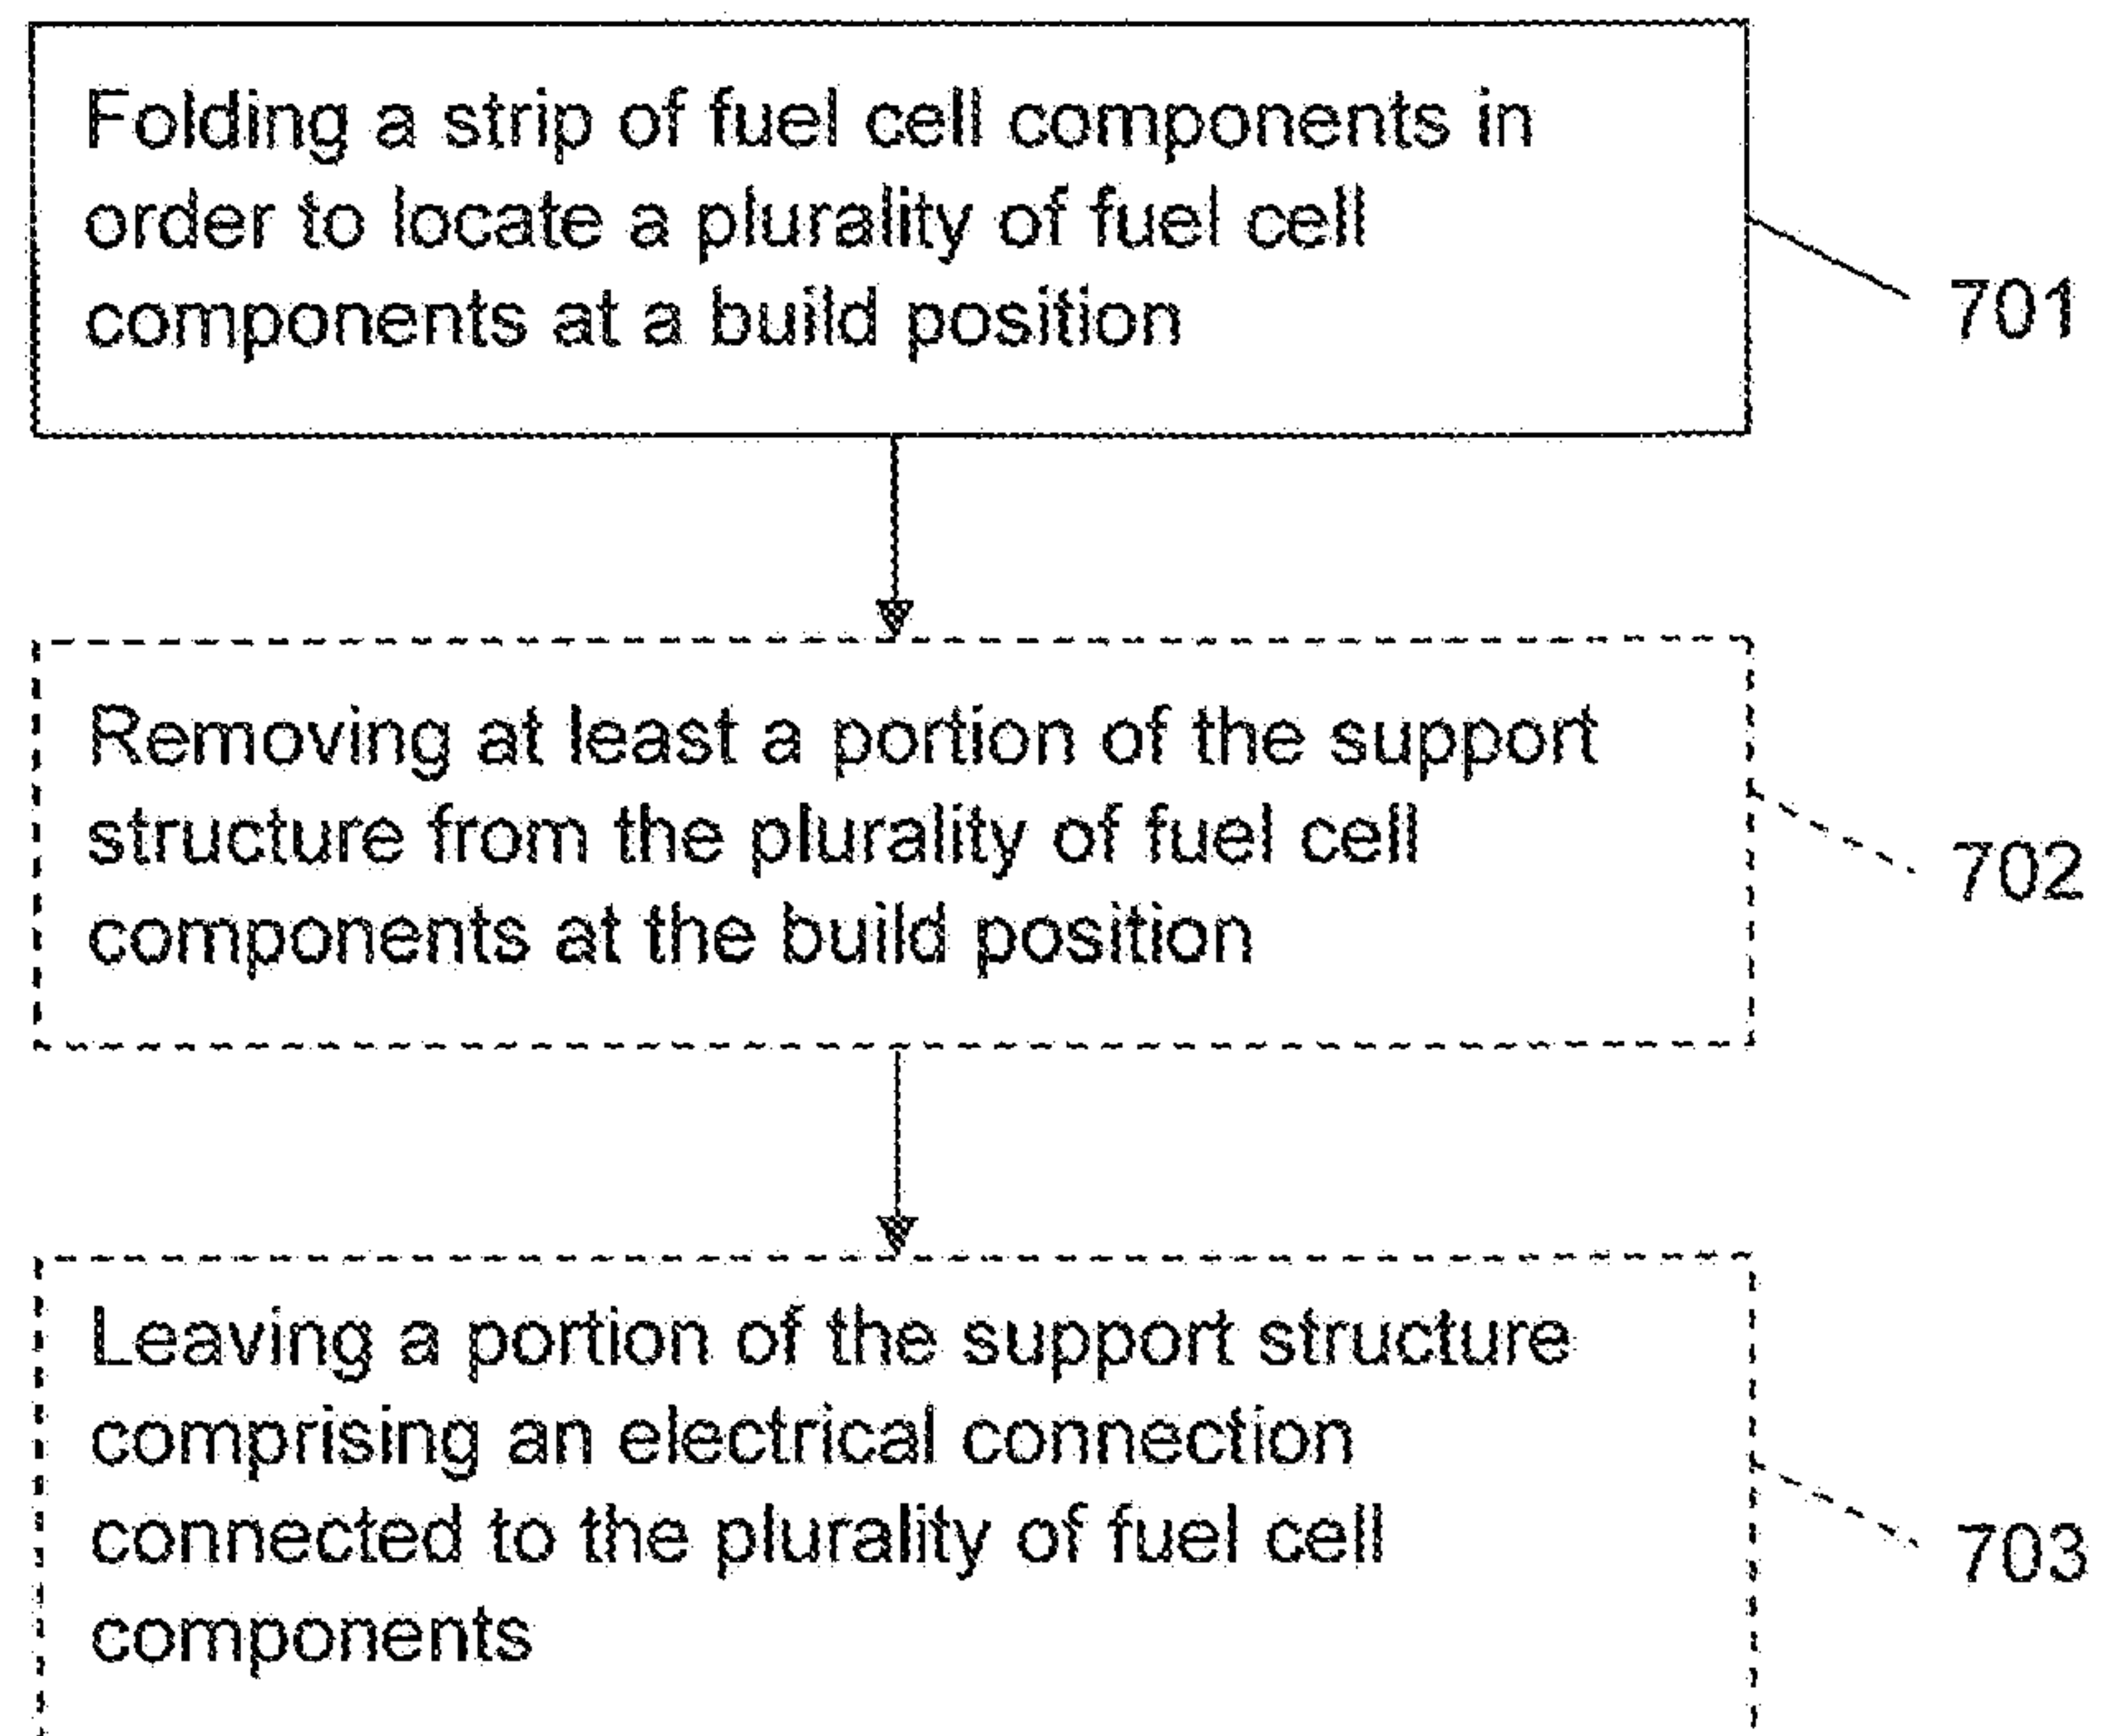 Folding a strip of fuel cell components in
order to locate a plurality of fuel cell
components at a build position
701
Removing at least a portion of the support
structure from the plurality of fuel cell
components at the build position
702
Leaving a portion of the support structure
comprising an electrical connection
connected to the plurality of fuel cell
components
703